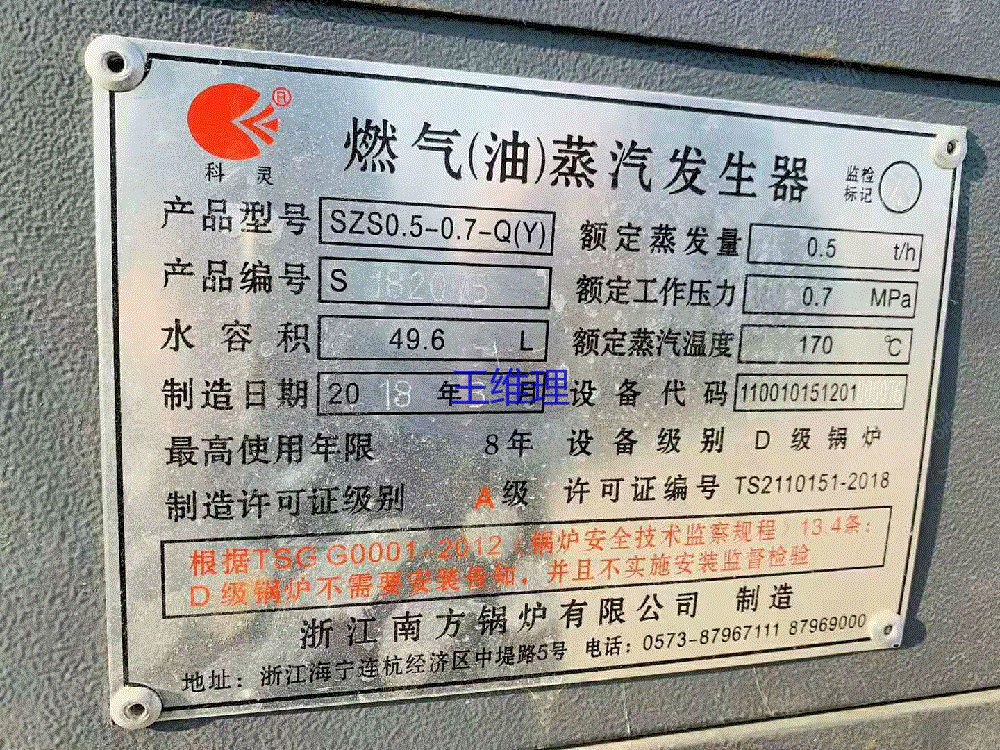 科灵 ®
燃气(油)蒸汽发生器
监检
标记
产品型号 SZS0.5-0.7-Q(Y) 额定蒸发量 0.5 t/h
产品编号 S 额定工作压力 0.7 MPa
水容积 49.6 L 额定蒸汽温度 170 ℃
制造日期 20 18 年 月 设备代码 110010151201
王维理
最高使用年限 8年 设备级别 D级锅炉
制造许可证级别 A级 许可证编号 TS2110151-2018
根据TSG G0001-2012《锅炉安全技术监察规程》13.4条:
D级锅炉不需要安装告知,并且不实施安装监督检验
浙江南方锅炉有限公司 制造
地址:浙江海宁连杭经济区中堤路5号 电话:0573-87967111 87969000